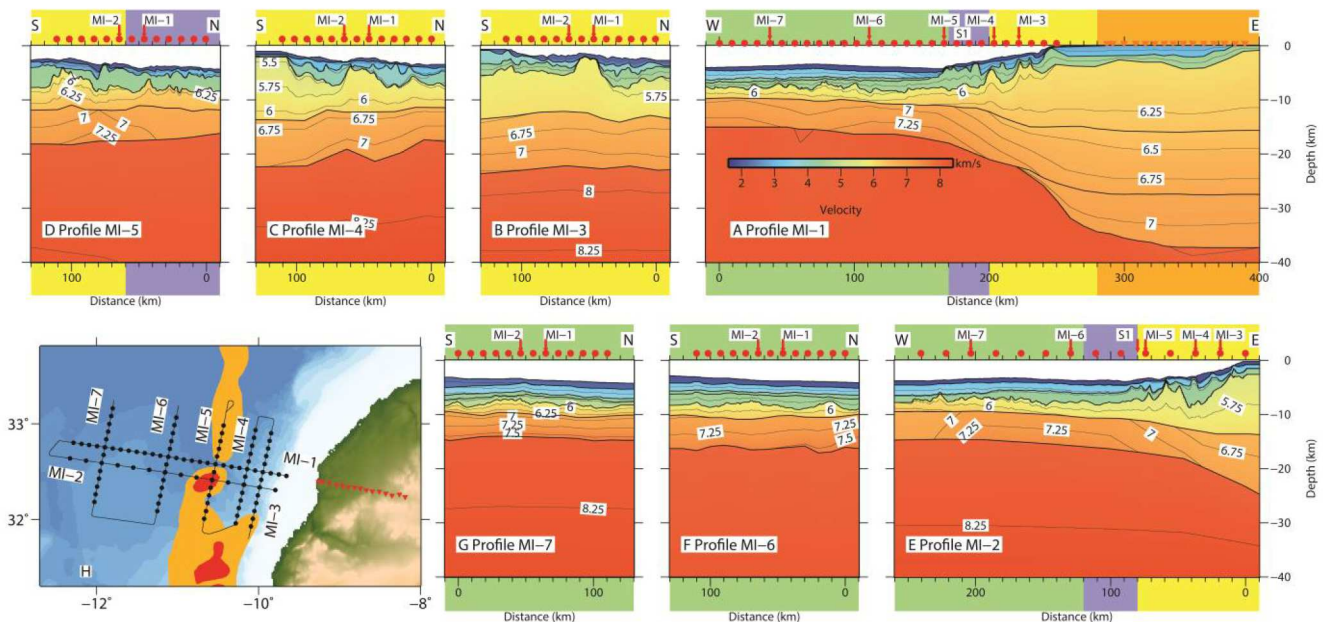 MI−2 MI−1
S N
6
6.25 6.25
7 7
7.25
D Profile MI−5
100 0
Distance (km)
MI−2 MI−1
S N
5.5
5.75
6
6 6.75
6.75
7
8.25
C Profile MI−4
100 0
Distance (km)
MI−2 MI−1
S N
5.75
6.75
7
8
8.25
B Profile MI−3
100 0
Distance (km)
W MI−7 MI−6 MI−5 MI−4 MI−3 E
S1
6 6
7
7.25
6.25
6.5
6.75
7
km/s
2 3 4 5 6 7 8
Velocity
A Profile MI−1
0 100 200 300 400
Distance (km)
0
−10
−20
−30
−40
Depth (km)
33°
32°
MI−7
MI−6
MI−5
MI−4
MI−1
MI−2
MI−3
H
−12° −10° −8°
S MI−2 MI−1 N
7 6.25 6
7.25
7.5
8.25
G Profile MI−7
0 100
Distance (km)
S MI−2 MI−1 N
6
7.25 7.25
7.5
F Profile MI−6
100 0
Distance (km)
W MI−7 MI−6 S1 MI−5 MI−4 MI−3 E
6 5.75
7
7.25 7.25 7
6.75
8.25
E Profile MI−2
200 100 0
Distance (km)
0
−10
−20
−30
−40
Depth (km)